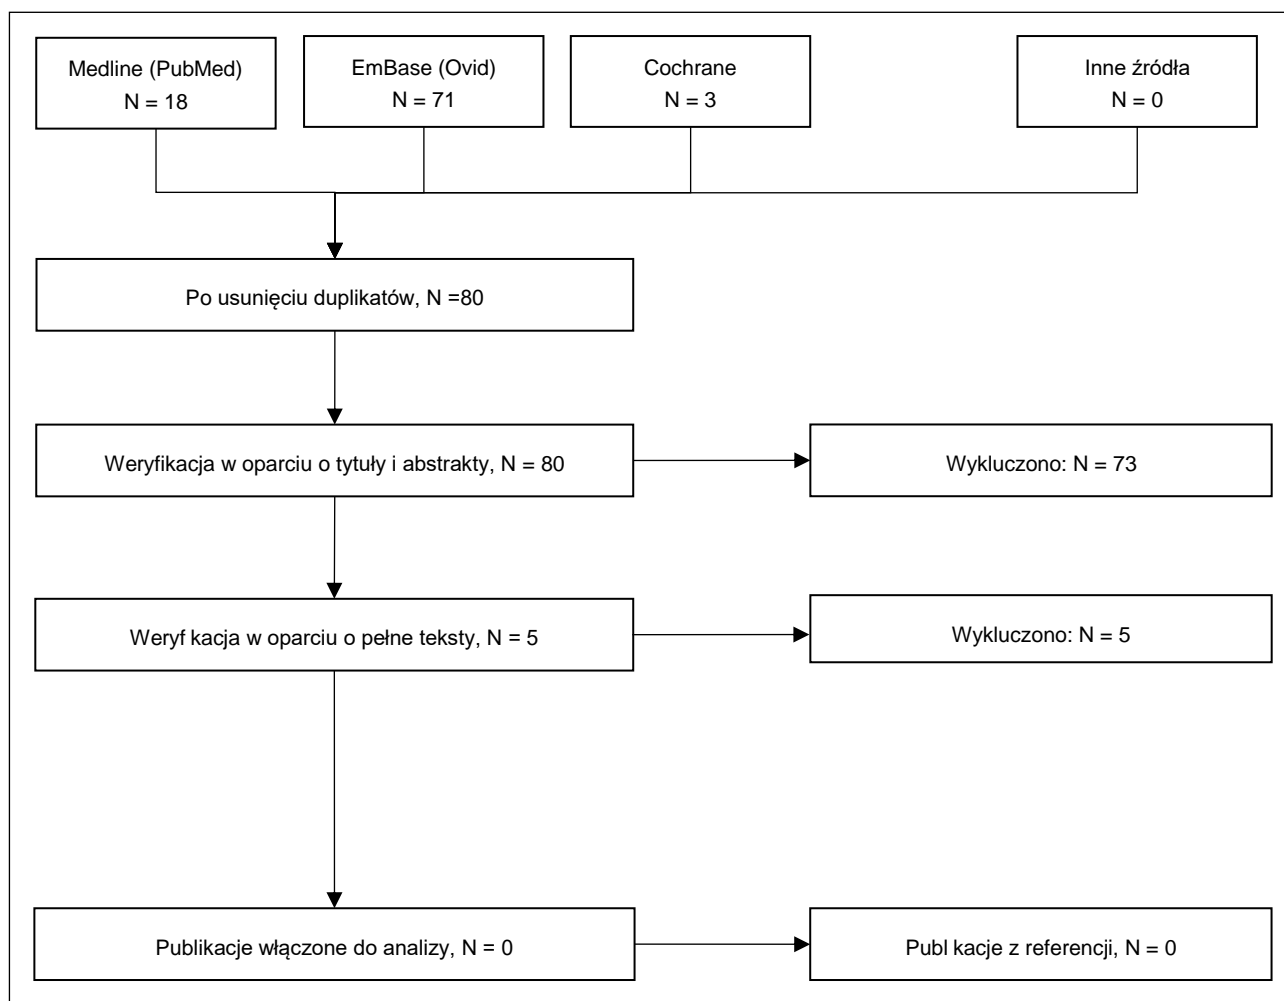 Medline (PubMed)
N = 18
EmBase (Ovid)
N = 71
Cochrane
N = 3
Inne źródła
N = 0
Po usunięciu duplikatów, N =80
Weryfikacja w oparciu o tytuły i abstrakty, N = 80
Wykluczono: N = 73
Weryf kacja w oparciu o pełne teksty, N = 5
Wykluczono: N = 5
Publikacje włączone do analizy, N = 0
Publ kacje z referencji, N = 0